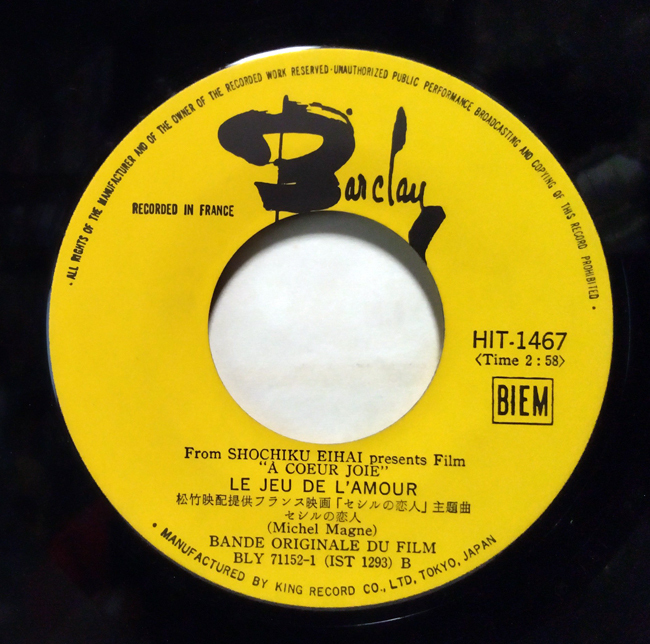 · ALL RIGHTS OF THE MANUFACTURER AND OF THE OWNER OF THE RECORDED WORK RESERVED · UNAUTHORIZED PUBLIC PERFORMANCE BROADCASTING AND COPYING OF THIS RECORD PROHIBITED ·
Barclay
RECORDED IN FRANCE
HIT-1467
〈Time 2:58〉
BIEM
From SHOCHIKU EIHAI presents Film
“À COEUR JOIE”
LE JEU DE L'AMOUR
松竹映配提供フランス映画「セシルの恋人」主題曲
セシルの恋人
(Michel Magne)
BANDE ORIGINALE DU FILM
BLY 71152-1 (IST 1293) B
· MANUFACTURED BY KING RECORD CO., LTD, TOKYO, JAPAN